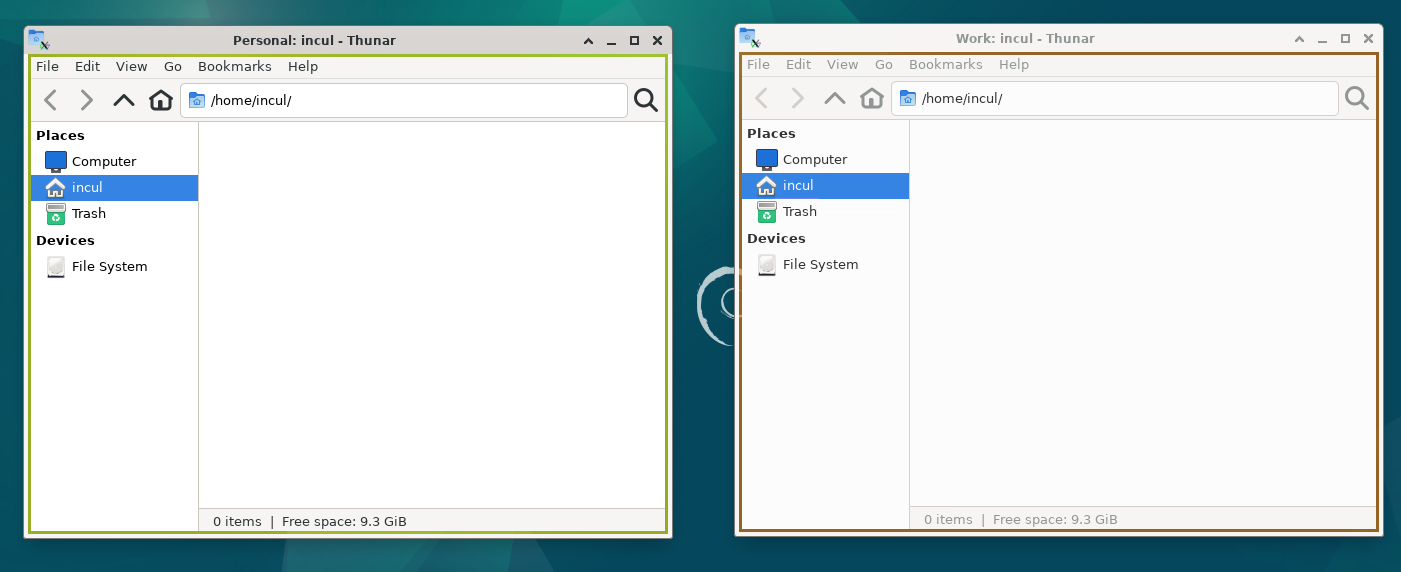 Personal: incul - Thunar
File Edit View Go Bookmarks Help
/home/incul/
Places
Computer
incul
Trash
Devices
File System
0 items | Free space: 9.3 GiB
Work: incul - Thunar
File Edit View Go Bookmarks Help
/home/incul/
Places
Computer
incul
Trash
Devices
File System
0 items | Free space: 9.3 GiB